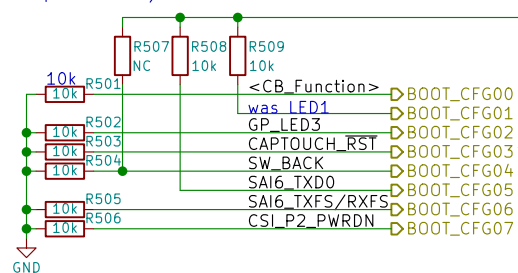 R507
NC
R508
10k
R509
10k
10k
R501
10k
<CB_Function>
BOOT_CFG00
was LED1
BOOT_CFG01
R502
10k
GP_LED3
BOOT_CFG02
R503
10k
CAPTOUCH_RST
BOOT_CFG03
R504
10k
SW_BACK
BOOT_CFG04
SAI6_TXD0
BOOT_CFG05
R505
10k
SAI6_TXFS/RXFS
BOOT_CFG06
R506
10k
CSI_P2_PWRDN
BOOT_CFG07
GND